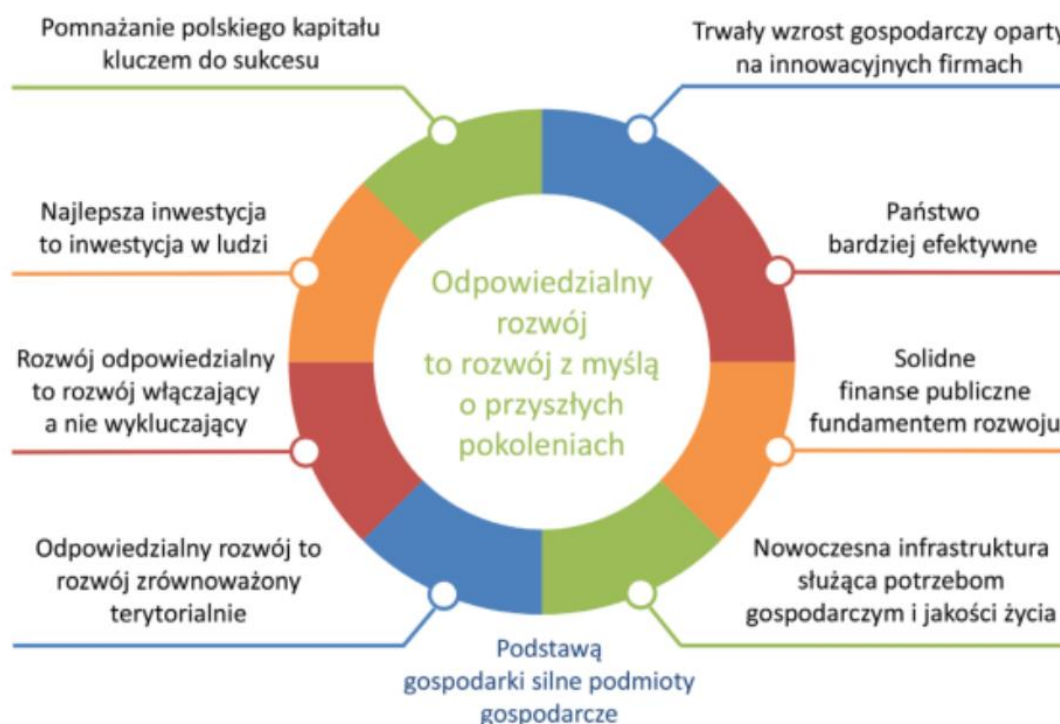 Pomnażanie polskiego kapitału
kluczem do sukcesu
Trwały wzrost gospodarczy oparty
na innowacyjnych firmach
Najlepsza inwestycja
to inwestycja w ludzi
Państwo
bardziej efektywne
Odpowiedzialny
rozwój
to rozwój z myślą
o przyszłych
pokoleniach
Rozwój odpowiedzialny
to rozwój włączający
a nie wykluczający
Solidne
finanse publiczne
fundamentem rozwoju
Odpowiedzialny rozwój to
rozwój zrównoważony
terytorialnie
Nowoczesna infrastruktura
służąca potrzebom
gospodarczym i jakości życia
Podstawą
gospodarki silne podmioty
gospodarcze